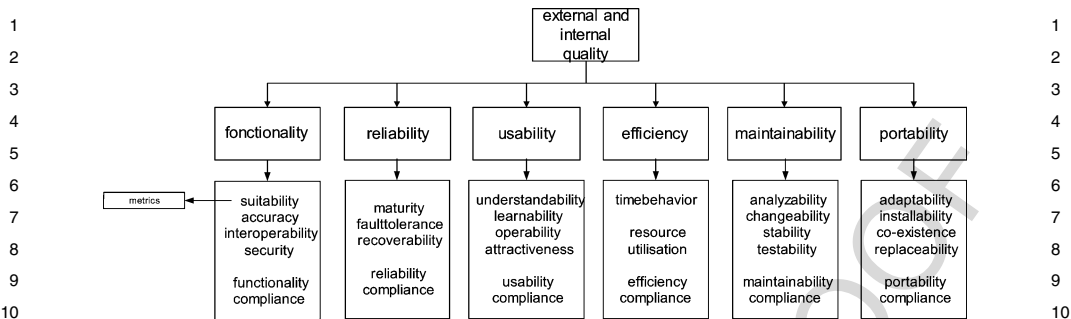 external and
internal
quality
fonctionality
reliability
usability
efficiency
maintainability
portability
metrics
suitability
accuracy
interoperability
security
functionality
compliance
maturity
faulttolerance
recoverability
reliability
compliance
understandability
learnability
operability
attractiveness
usability
compliance
timebehavior
resource
utilisation
efficiency
compliance
analyzability
changeability
stability
testability
maintainability
compliance
adaptability
installability
co-existence
replaceability
portability
compliance
1
2
3
4
5
6
7
8
9
10
1
2
3
4
5
6
7
8
9
10
OOF